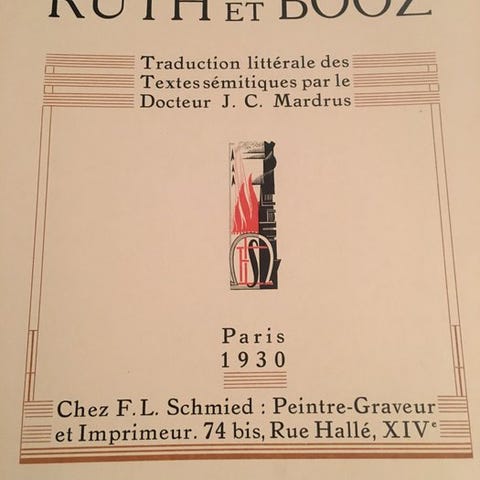 RUTH ET BOOZ
Traduction littérale des
Textes sémitiques par le
Docteur J. C. Mardrus
Paris
1930
Chez F. L. Schmied : Peintre-Graveur
et Imprimeur. 74 bis, Rue Hallé, XIVe